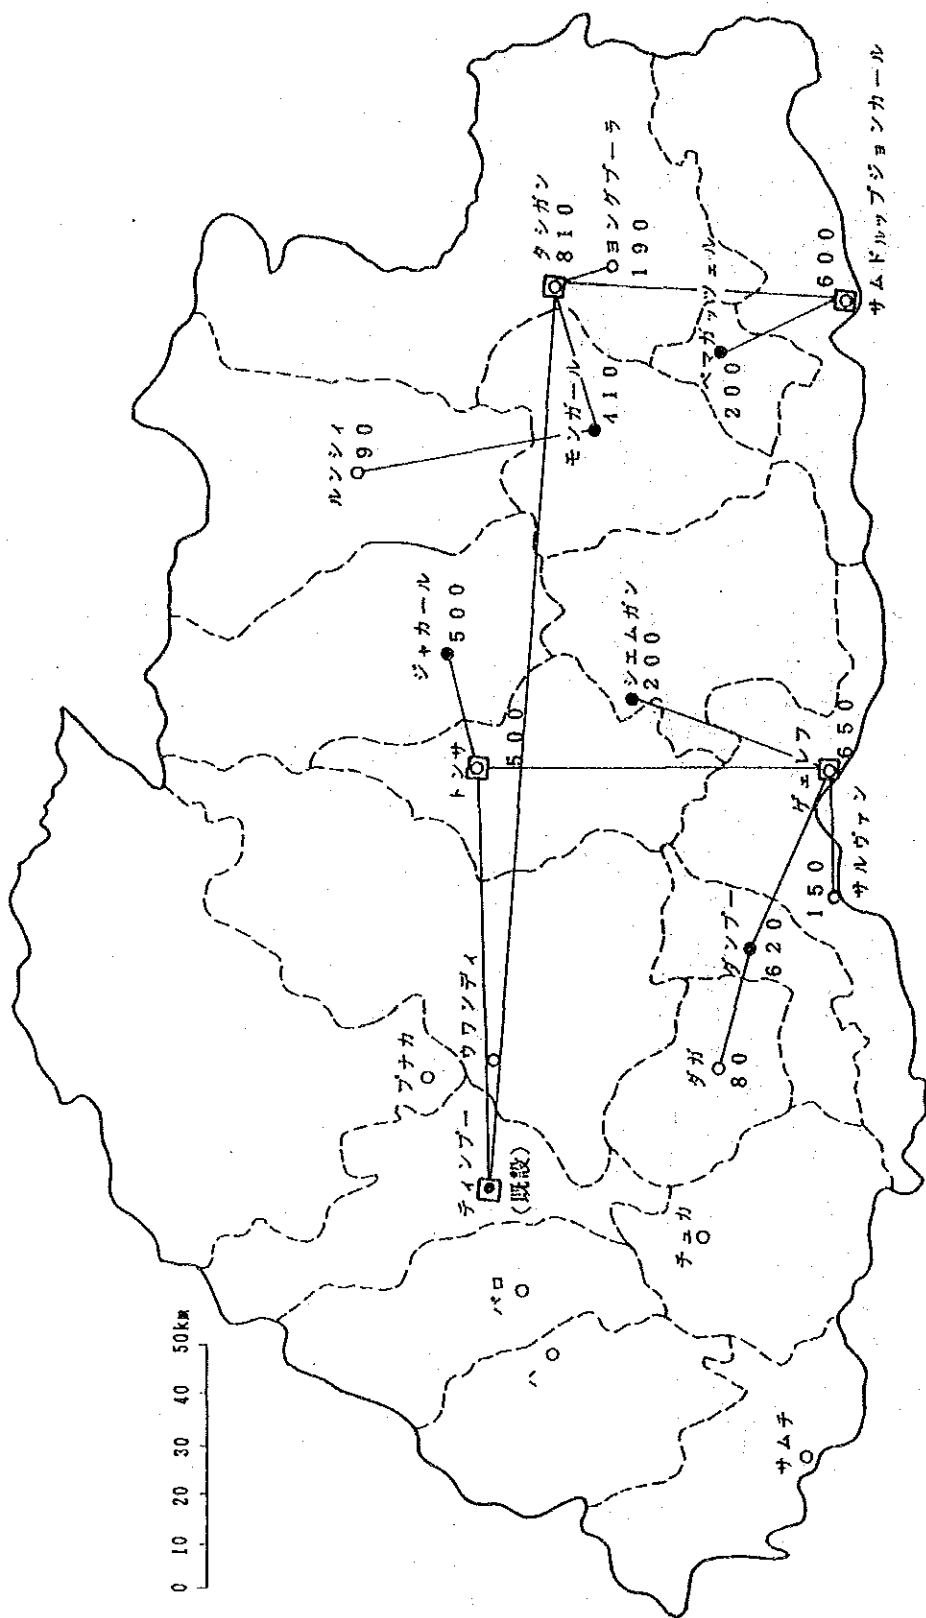 0 10 20 30 40 50km
サムチ
ハ
パロ
チュカ
ティンプー
(既設)
プナカ
ウワンディ
ダガ
80
ダンプー
620
サルヴァン
150
ゲェレフ
650
トンサ
500
ジャカール
500
シェムガン
200
ルンシィ
90
モンガール
410
タシガン
810
ヨングプーラ
190
ペマガッツェル
200
600
サムドルップジョンカール